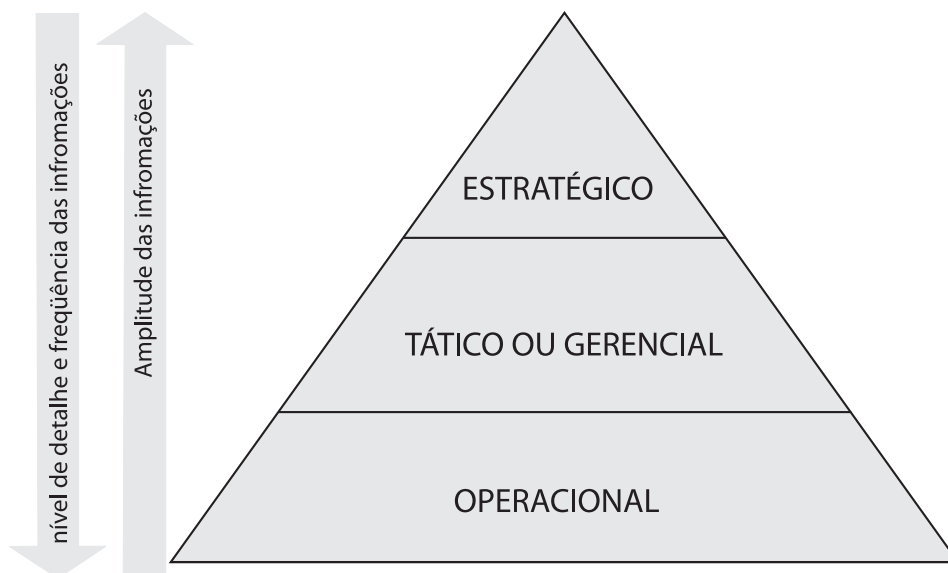 nível de detalhe e freqüência das infromações
Amplitude das infromações
ESTRATÉGICO
TÁTICO OU GERENCIAL
OPERACIONAL